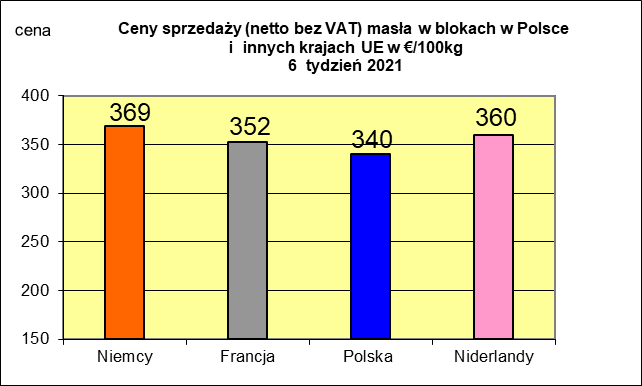 cena
Ceny sprzedaży (netto bez VAT) masła w blokach w Polsce
i  innych krajach UE w €/100kg
6  tydzień 2021
400
350
300
250
200
150
369
352
340
360
Niemcy
Francja
Polska
Niderlandy